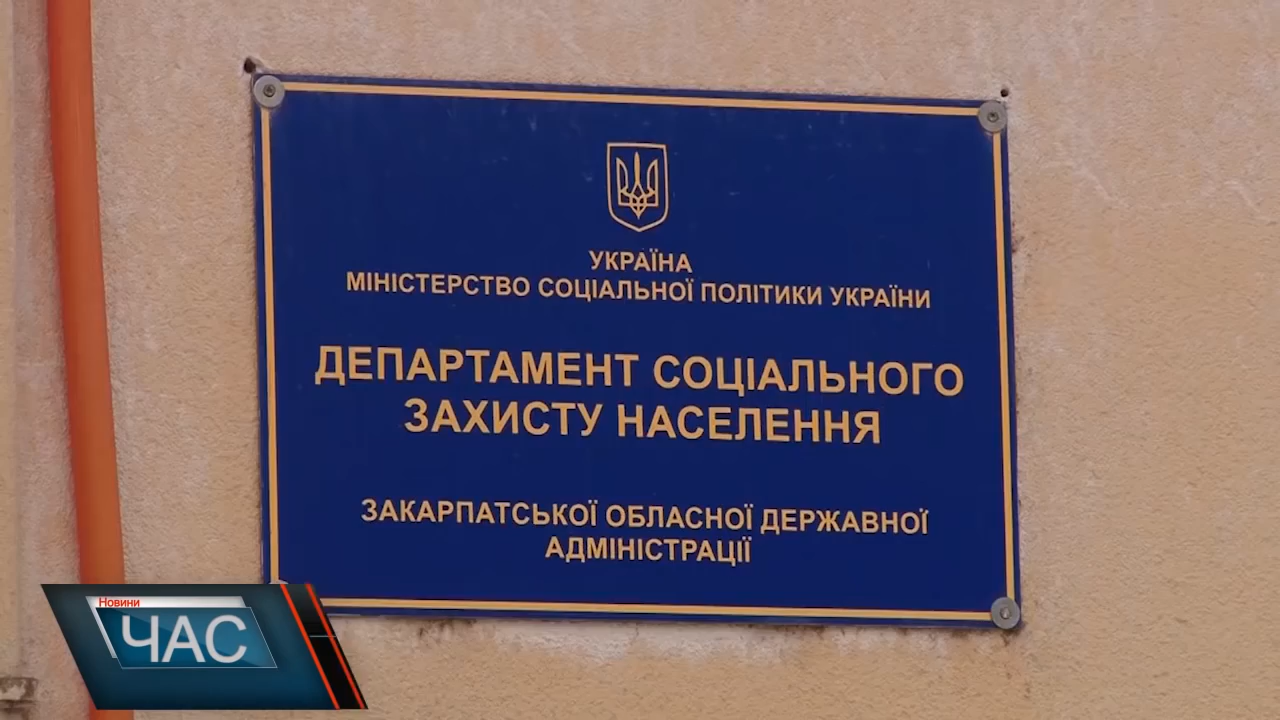 УКРАЇНА
МІНІСТЕРСТВО СОЦІАЛЬНОЇ ПОЛІТИКИ УКРАЇНИ
ДЕПАРТАМЕНТ СОЦІАЛЬНОГО
ЗАХИСТУ НАСЕЛЕННЯ
ЗАКАРПАТСЬКОЇ ОБЛАСНОЇ ДЕРЖАВНОЇ
АДМІНІСТРАЦІЇ
Новини
ЧАС